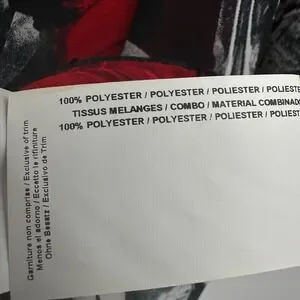 100% POLYESTER / POLYESTER / POLIESTER / POLIESTE
TISSUS MELANGES / COMBO / MATERIAL COMBINADO
100% POLYESTER / POLYESTER / POLIESTER / POLIEST
Garniture non comprise / Exclusive of trim
Menos el adorno / Eccetto le rifiniture
Ohne Besatz / Exclusivo de Trim